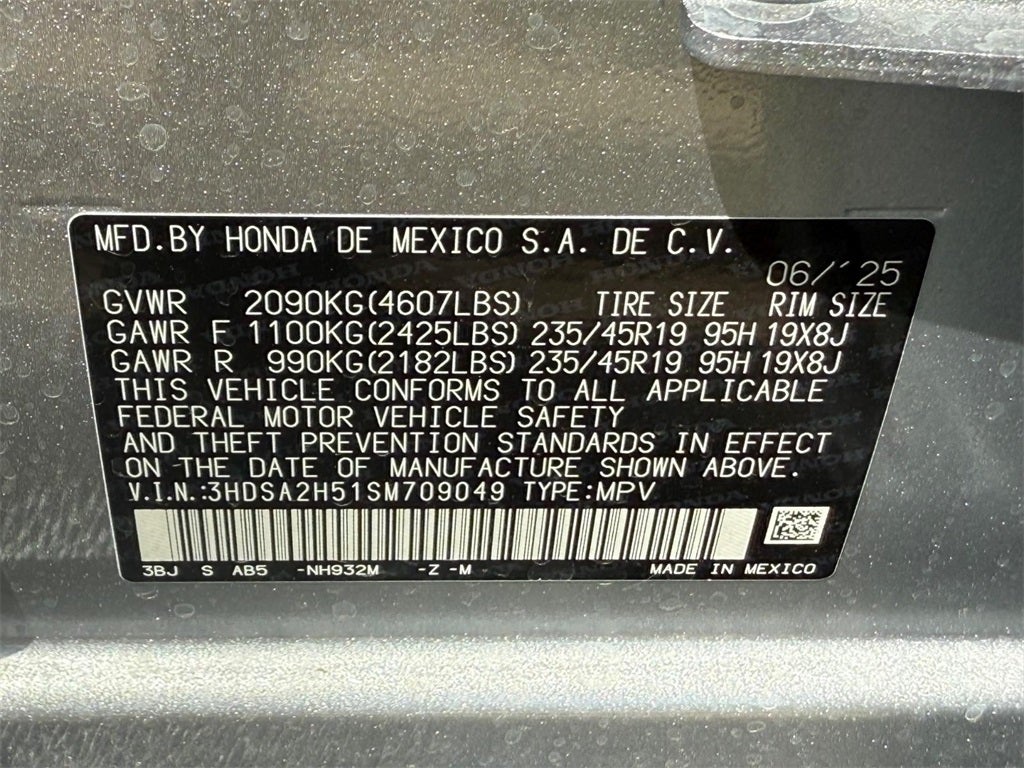 MFD.BY HONDA DE MEXICO S.A. DE C.V.
06/´25
GVWR 2090KG(4607LBS) TIRE SIZE RIM SIZE
GAWR F 1100KG(2425LBS) 235/45R19 95H 19X8J
GAWR R 990KG(2182LBS) 235/45R19 95H 19X8J
THIS VEHICLE CONFORMS TO ALL APPLICABLE
FEDERAL MOTOR VEHICLE SAFETY
AND THEFT PREVENTION STANDARDS IN EFFECT
ON THE DATE OF MANUFACTURE SHOWN ABOVE.
V.I.N.:3HDSA2H51SM709049 TYPE:MPV
3BJ S AB5 -NH932M -Z -M MADE IN MEXICO